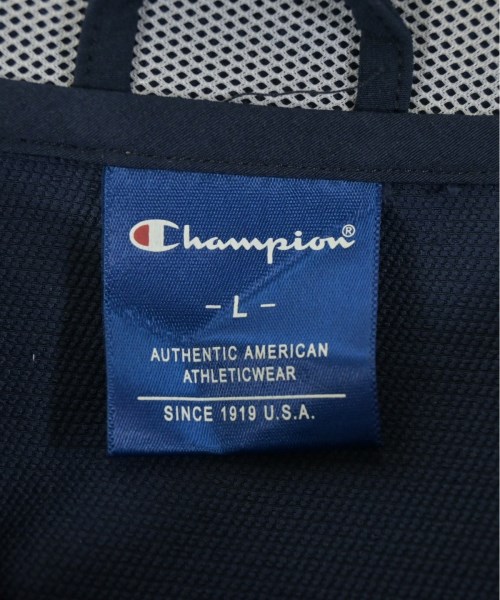 Champion®
- L -
AUTHENTIC AMERICAN
ATHLETICWEAR
SINCE 1919 U.S.A.